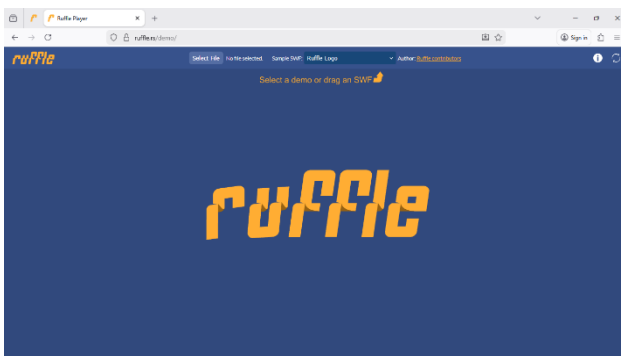 Ruffle Player
ruffle.rs/demo/
Sign in
ruffle
Select File No file selected. Sample SWF: Ruffle Logo Author: Ruffle contributors
Select a demo or drag an SWF
ruffle